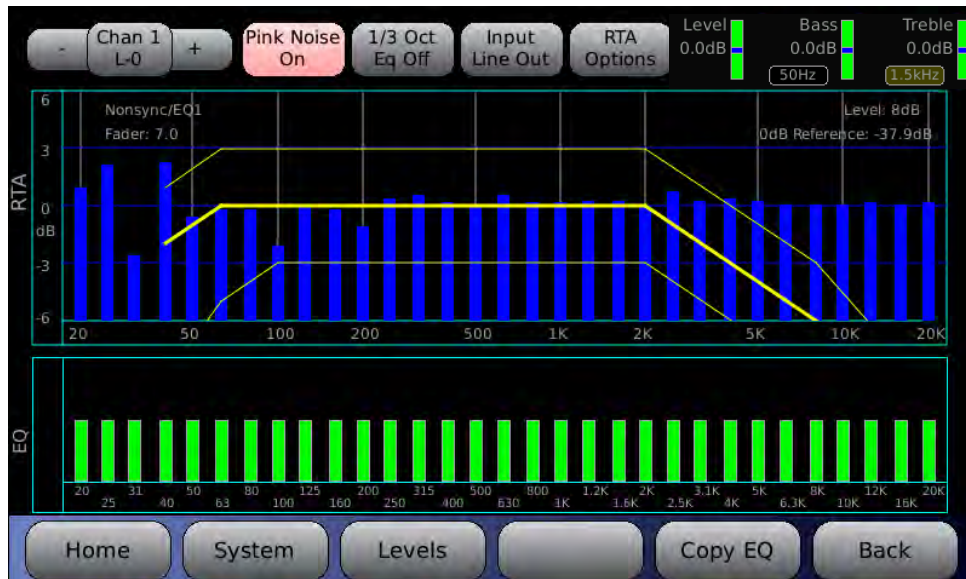 -
Chan 1
L-0
+
Pink Noise
On
1/3 Oct
Eq Off
Input
Line Out
RTA
Options
Level
0.0dB
Bass
0.0dB
50Hz
Treble
0.0dB
1.5kHz
Nonsync/EQ1
Fader: 7.0
Level: 8dB
0dB Reference: -37.9dB
RTA
6
3
0
dB
-3
-6
20 50 100 200 500 1K 2K 5K 10K 20K
EQ
20 31 50 80 125 200 315 500 800 1.2K 2K 3.1K 5K 8K 12K 20K
25 40 63 100 160 250 400 630 1K 1.6K 2.5K 4K 6.3K 10K 16K
Home
System
Levels
Copy EQ
Back